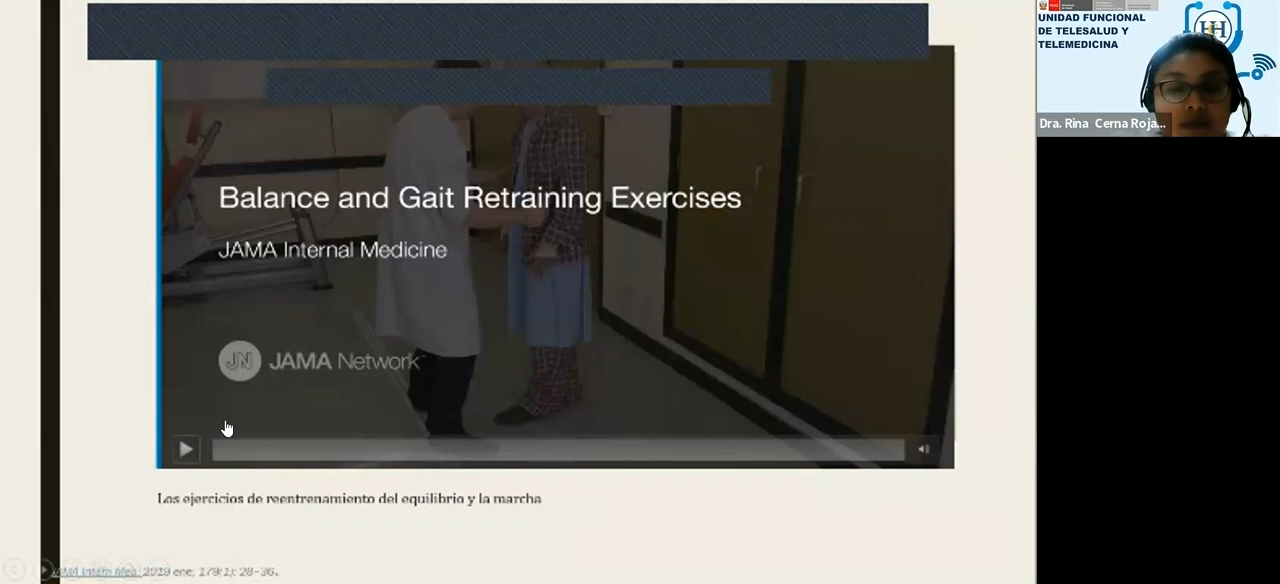 Balance and Gait Retraining Exercises
JAMA Internal Medicine
JN JAMA Network
Los ejercicios de reentrenamiento del equilibrio y la marcha
JAMA Intern Med. 2019 ene; 179(1): 28-36.
UNIDAD FUNCIONAL
DE TELESALUD Y
TELEMEDICINA
Dra. Rina Cerna Roja...